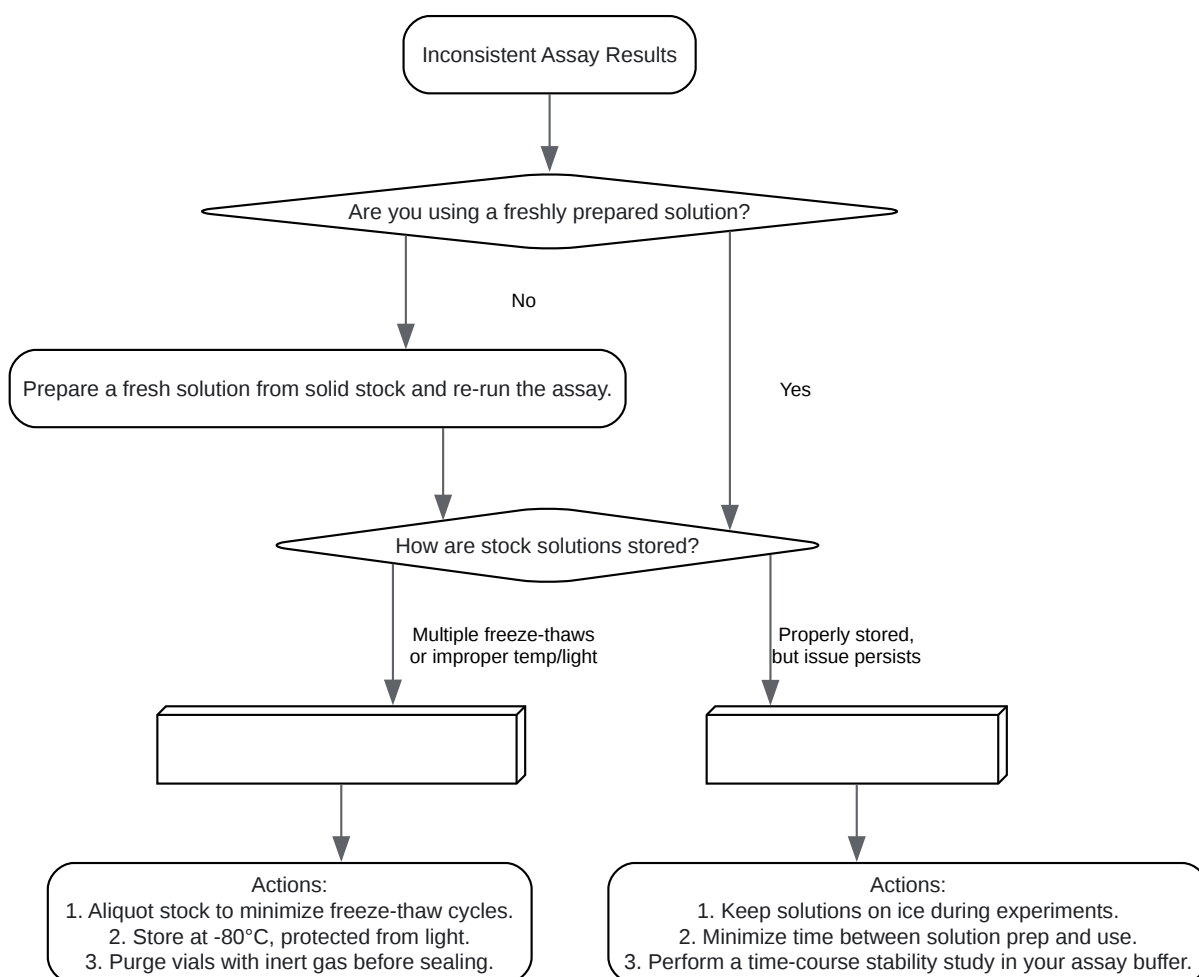 Inconsistent Assay Results
Are you using a freshly prepared solution?
No
Prepare a fresh solution from solid stock and re-run the assay.
Yes
How are stock solutions stored?
Multiple freeze-thaws
or improper temp/light
Properly stored,
but issue persists
Actions:
1. Aliquot stock to minimize freeze-thaw cycles.
2. Store at -80°C, protected from light.
3. Purge vials with inert gas before sealing.
Actions:
1. Keep solutions on ice during experiments.
2. Minimize time between solution prep and use.
3. Perform a time-course stability study in your assay buffer.